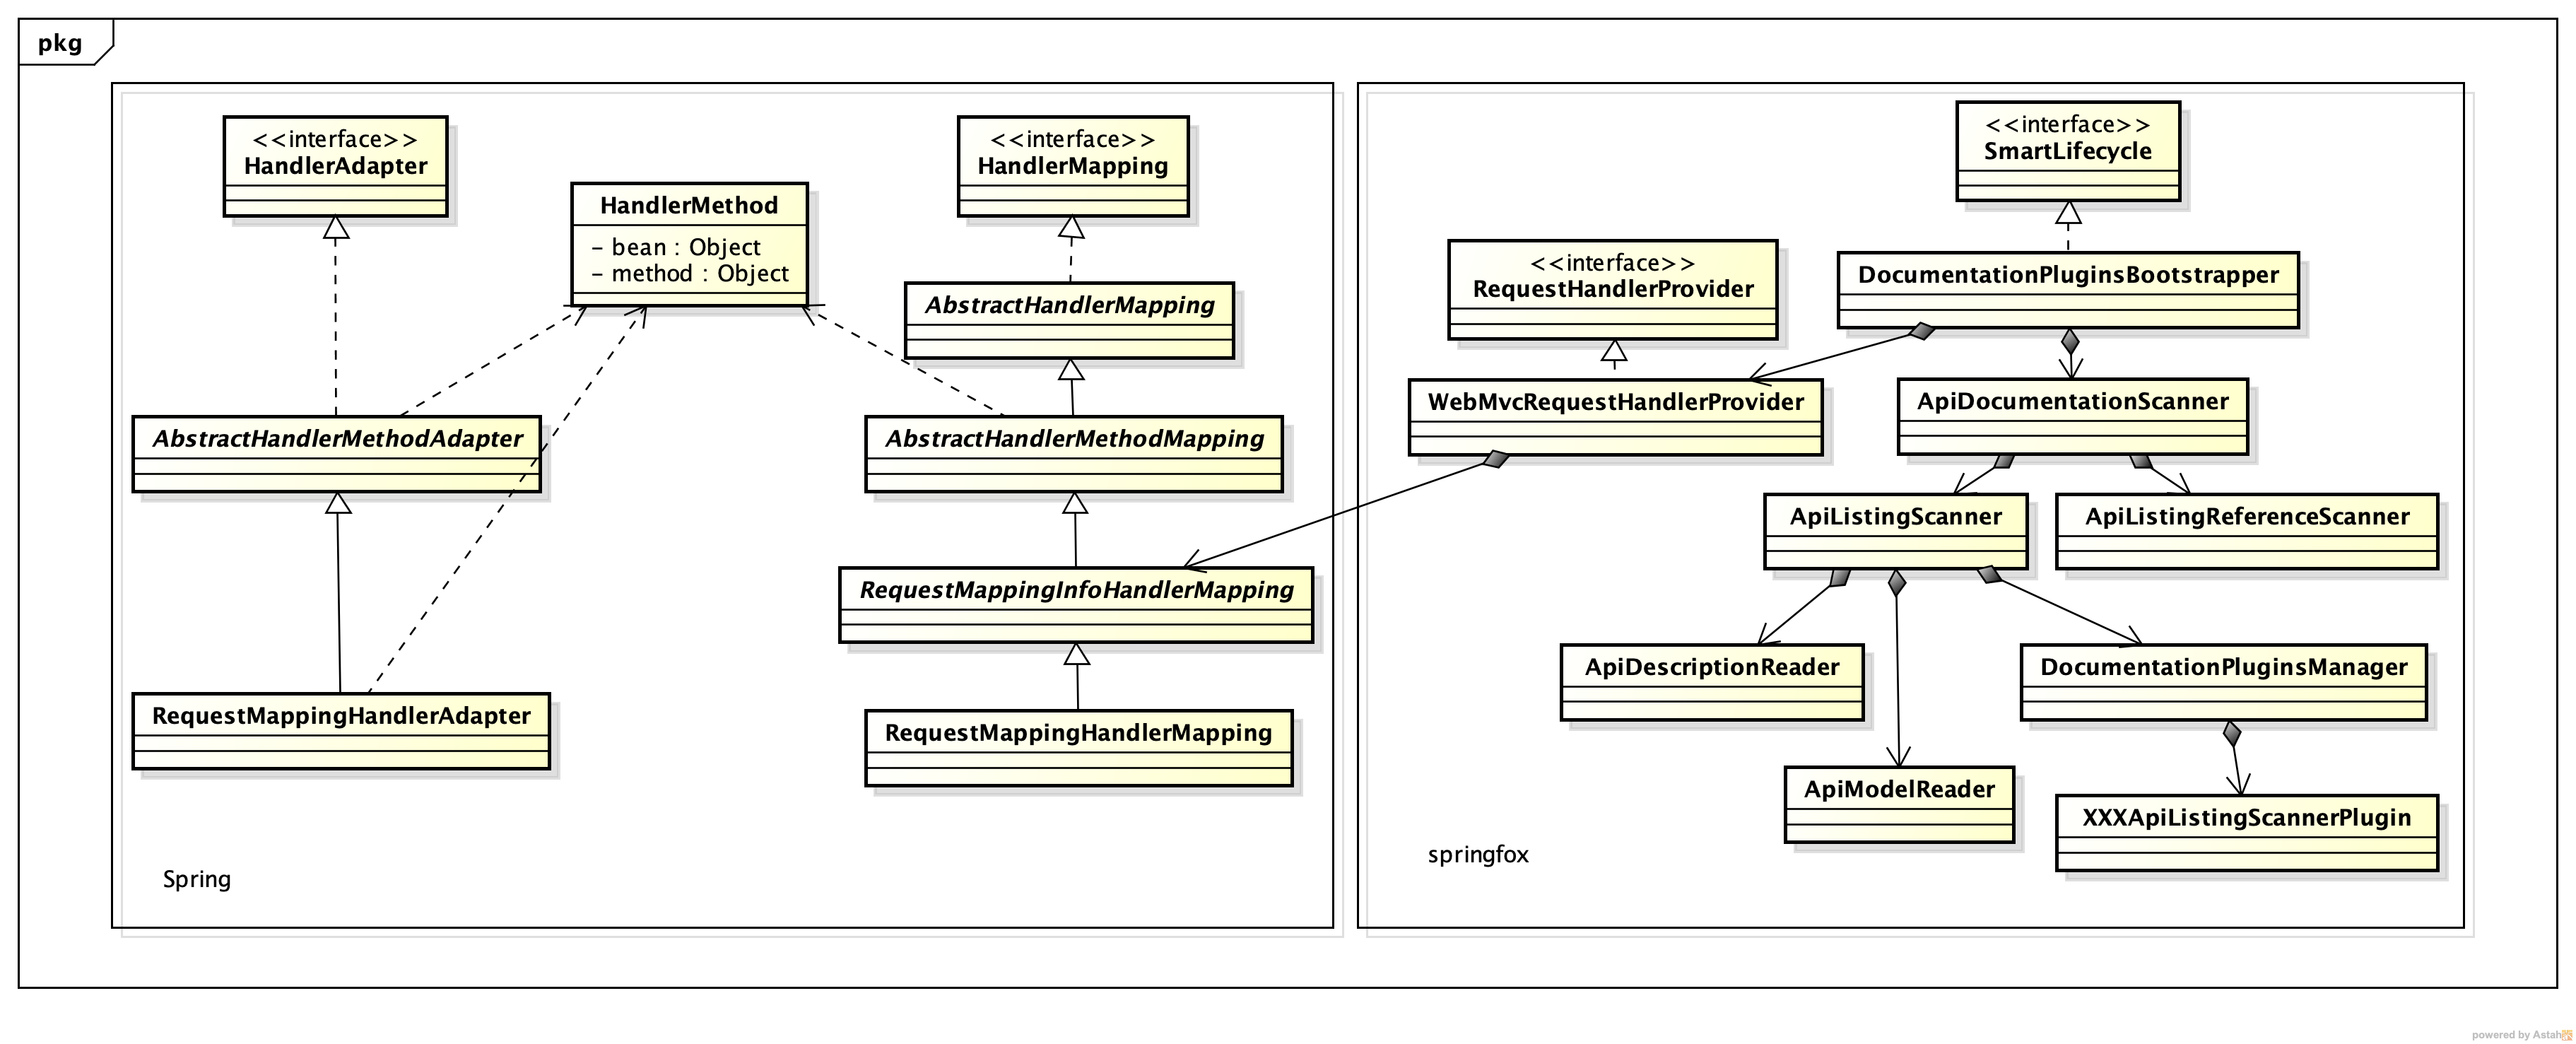 pkg
<<interface>>
HandlerAdapter
HandlerMethod
- bean : Object
- method : Object
<<interface>>
HandlerMapping
AbstractHandlerMapping
AbstractHandlerMethodAdapter
AbstractHandlerMethodMapping
RequestMappingInfoHandlerMapping
RequestMappingHandlerAdapter
RequestMappingHandlerMapping
Spring
<<interface>>
SmartLifecycle
<<interface>>
RequestHandlerProvider
DocumentationPluginsBootstrapper
WebMvcRequestHandlerProvider
ApiDocumentationScanner
ApiListingScanner
ApiListingReferenceScanner
ApiDescriptionReader
DocumentationPluginsManager
ApiModelReader
XXXApiListingScannerPlugin
springfox
powered by Astah